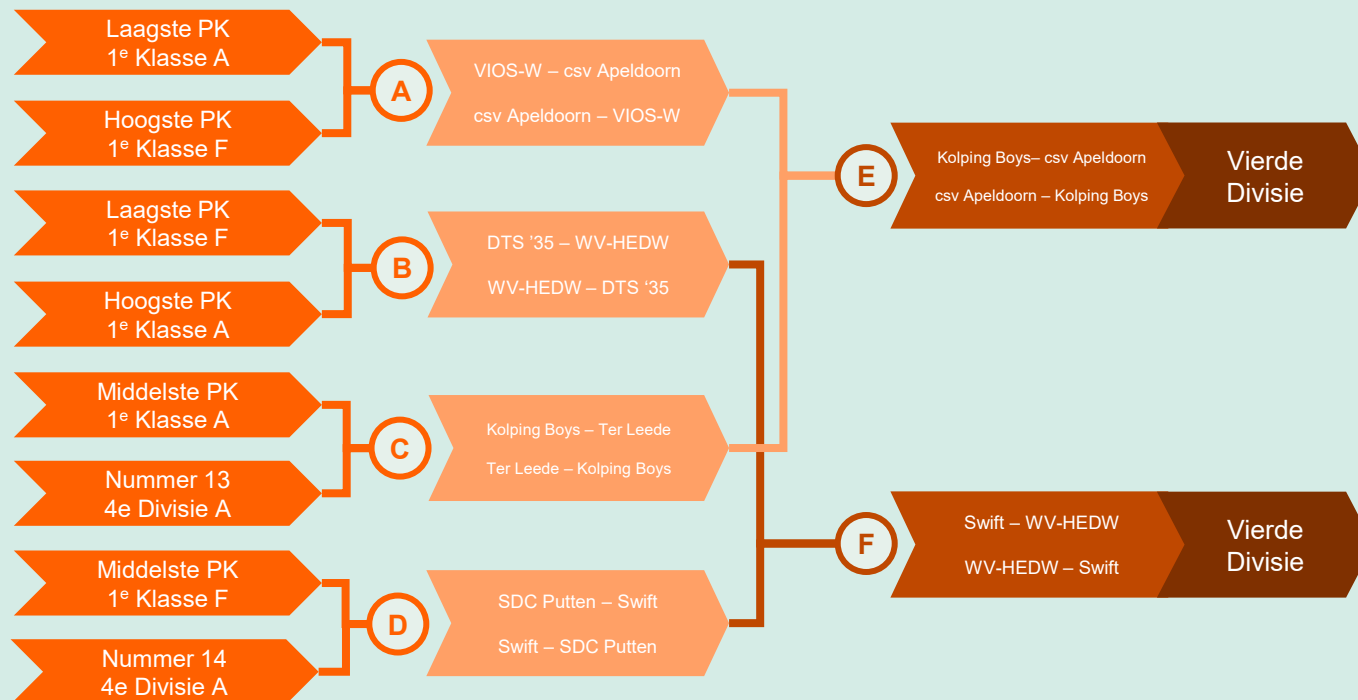 Laagste PK
1e Klasse A
Hoogste PK
1e Klasse F
A
VIOS-W – csv Apeldoorn
csv Apeldoorn – VIOS-W
Laagste PK
1e Klasse F
Hoogste PK
1e Klasse A
B
DTS ’35 – WV-HEDW
WV-HEDW – DTS ‘35
Middelste PK
1e Klasse A
Nummer 13
4e Divisie A
C
Kolping Boys – Ter Leede
Ter Leede – Kolping Boys
Middelste PK
1e Klasse F
Nummer 14
4e Divisie A
D
SDC Putten – Swift
Swift – SDC Putten
E
Kolping Boys– csv Apeldoorn
csv Apeldoorn – Kolping Boys
Vierde
Divisie
F
Swift – WV-HEDW
WV-HEDW – Swift
Vierde
Divisie